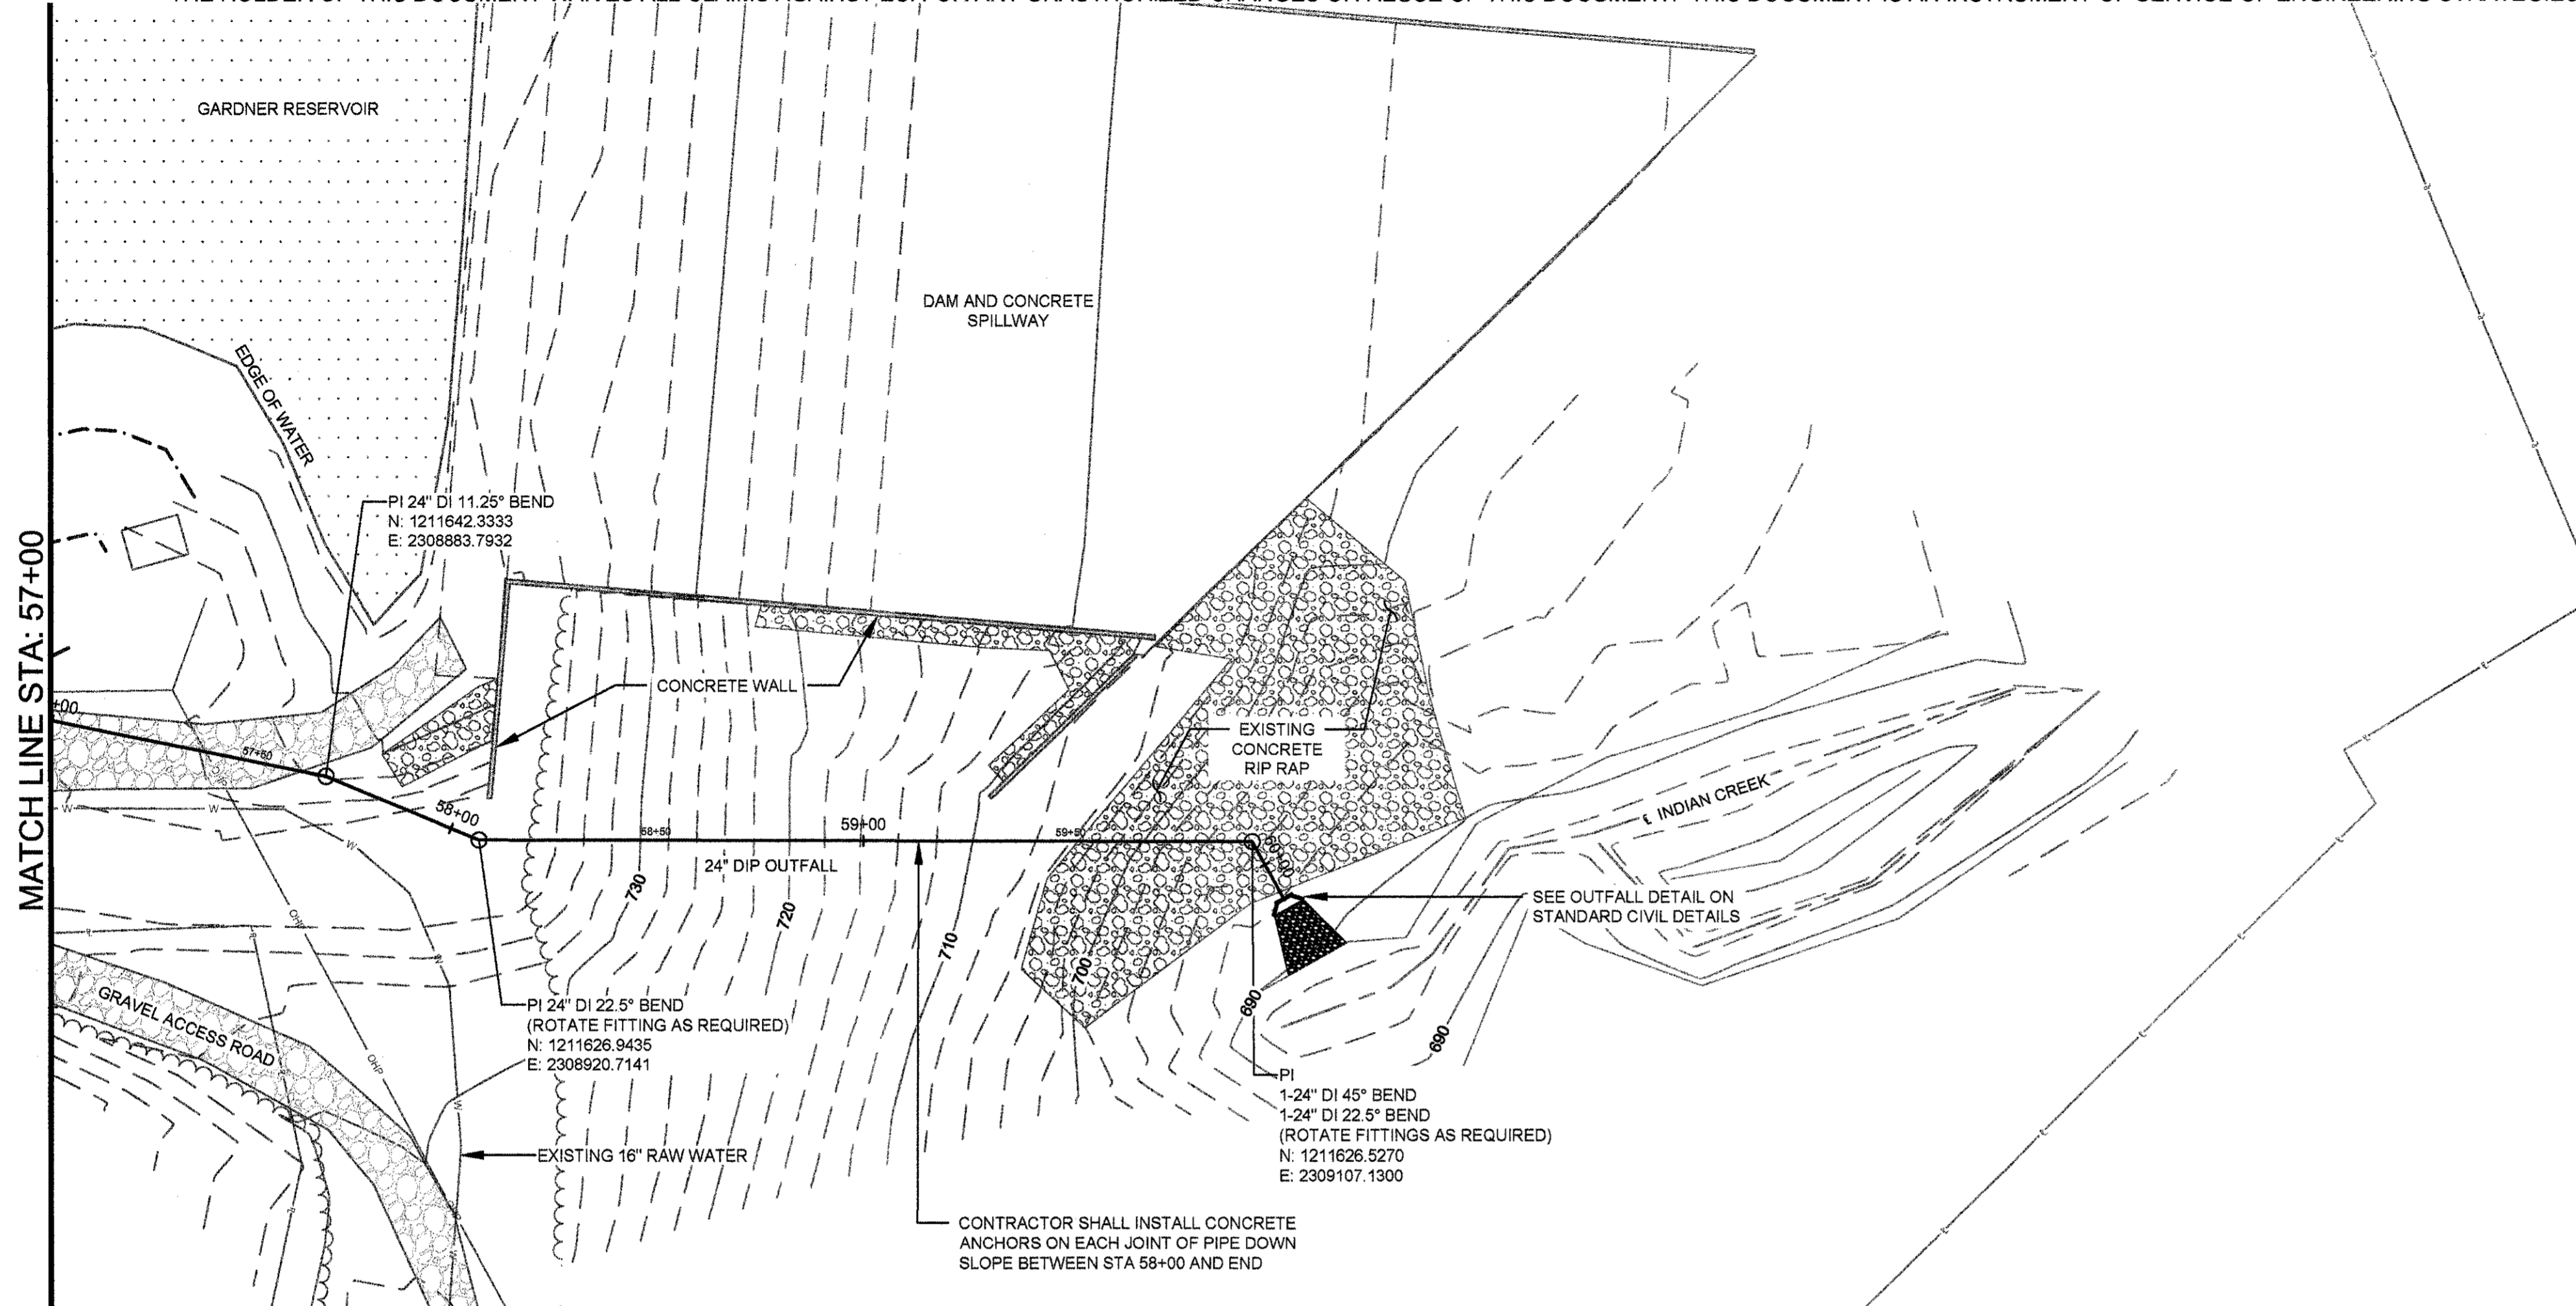 GARDNER RESERVOIR
DAM AND CONCRETE
SPILLWAY
EDGE OF WATER
PI 24" DI 11.25° BEND
N: 1211642.3333
E: 2308883.7932
MATCH LINE STA: 57+00
+00
57+50
58+00
58+50
59+00
59+50
60+00
CONCRETE WALL
EXISTING
CONCRETE
RIP RAP
℄ INDIAN CREEK
24" DIP OUTFALL
730
720
710
700
690
690
SEE OUTFALL DETAIL ON
STANDARD CIVIL DETAILS
GRAVEL ACCESS ROAD
OHP
OHP
W
W
W
W
W
PI 24" DI 22.5° BEND
(ROTATE FITTING AS REQUIRED)
N: 1211626.9435
E: 2308920.7141
PI
1-24" DI 45° BEND
1-24" DI 22.5° BEND
(ROTATE FITTINGS AS REQUIRED)
N: 1211626.5270
E: 2309107.1300
EXISTING 16" RAW WATER
CONTRACTOR SHALL INSTALL CONCRETE
ANCHORS ON EACH JOINT OF PIPE DOWN
SLOPE BETWEEN STA 58+00 AND END